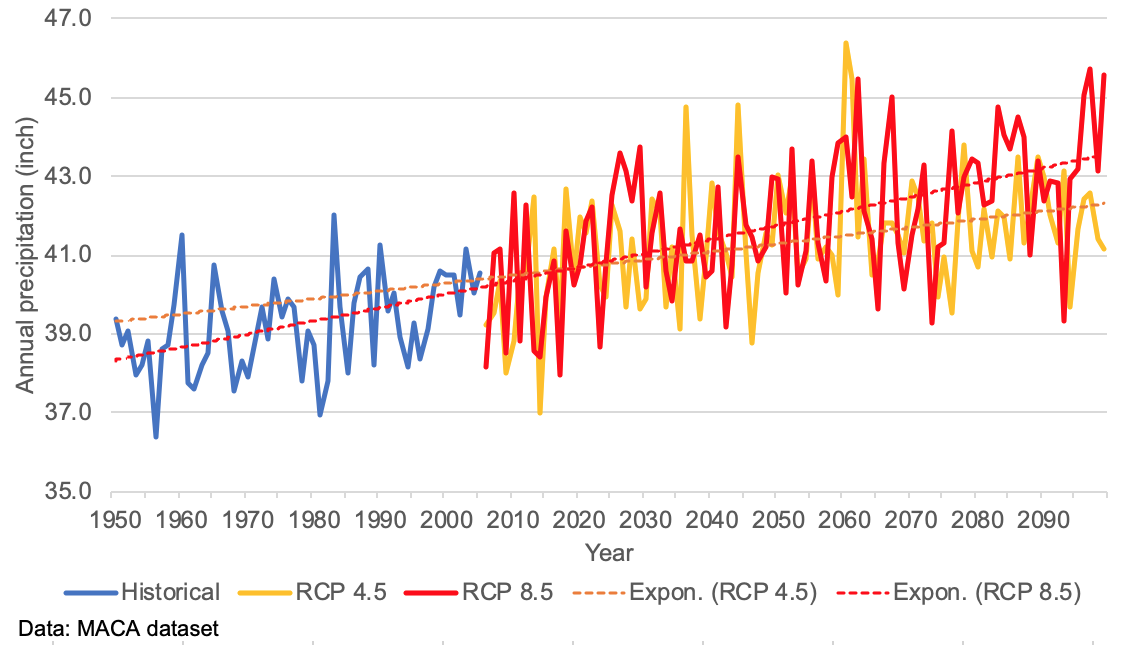 Annual precipitation (inch)
47.0
45.0
43.0
41.0
39.0
37.0
35.0
1950 1960 1970 1980 1990 2000 2010 2020 2030 2040 2050 2060 2070 2080 2090
Year
Historical RCP 4.5 RCP 8.5 Expon. (RCP 4.5) Expon. (RCP 8.5)
Data: MACA dataset